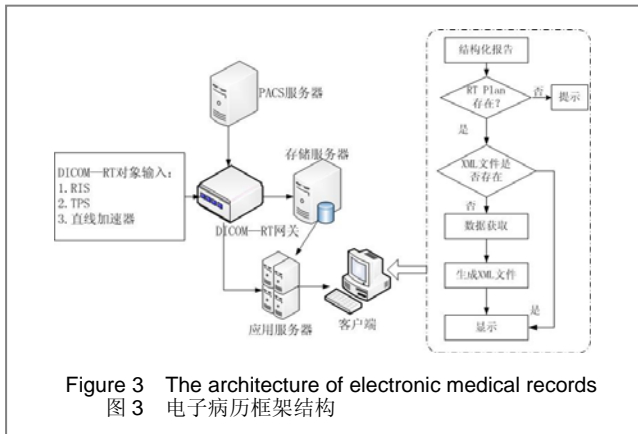 PACS服务器
DICOM—RT对象输入:
1.RIS
2.TPS
3.直线加速器
DICOM—RT网关
存储服务器
应用服务器
客户端
结构化报告
RT Plan
存在?
否
提示
是
XML文件是
否存在
否
数据获取
生成XML文件
是
显示
Figure 3 The architecture of electronic medical records
图 3 电子病历框架结构